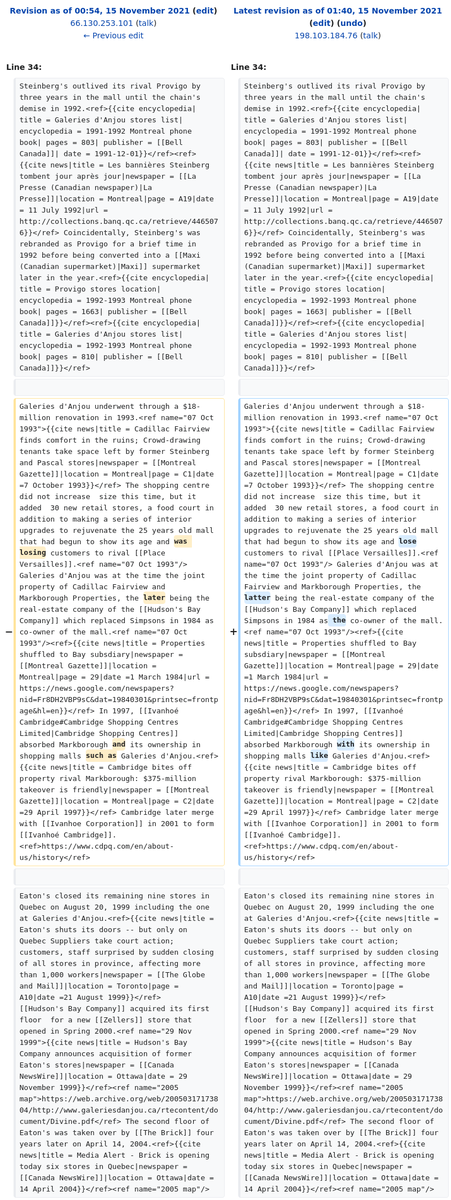 Revision as of 00:54, 15 November 2021 (edit)
66.130.253.101 (talk)
← Previous edit
Latest revision as of 01:40, 15 November 2021
(edit) (undo)
198.103.184.76 (talk)
Line 34:
Line 34:
Steinberg's outlived its rival Provigo by
three years in the mall until the chain's
demise in 1992.<ref>{{cite encyclopedia|
title = Galeries d'Anjou stores list|
encyclopedia = 1991-1992 Montreal phone
book| pages = 803| publisher = [[Bell
Canada]]| date = 1991-12-01}}</ref><ref>
{{cite news|title = Les bannières Steinberg
tombent jour après jour|newspaper = [[La
Presse (Canadian newspaper)|La
Presse]]|location = Montreal|page = A19|date
= 11 July 1992|url =
http://collections.banq.qc.ca/retrieve/446507
6}}</ref> Coincidentally, Steinberg's was
rebranded as Provigo for a brief time in
1992 before being converted into a [[Maxi
(Canadian supermarket)|Maxi]] supermarket
later in the year.<ref>{{cite encyclopedia|
title = Provigo stores location|
encyclopedia = 1992-1993 Montreal phone
book| pages = 1663| publisher = [[Bell
Canada]]}}</ref><ref>{{cite encyclopedia|
title = Galeries d'Anjou stores list|
encyclopedia = 1992-1993 Montreal phone
book| pages = 810| publisher = [[Bell
Canada]]}}</ref>
Steinberg's outlived its rival Provigo by
three years in the mall until the chain's
demise in 1992.<ref>{{cite encyclopedia|
title = Galeries d'Anjou stores list|
encyclopedia = 1991-1992 Montreal phone
book| pages = 803| publisher = [[Bell
Canada]]| date = 1991-12-01}}</ref><ref>
{{cite news|title = Les bannières Steinberg
tombent jour après jour|newspaper = [[La
Presse (Canadian newspaper)|La
Presse]]|location = Montreal|page = A19|date
= 11 July 1992|url =
http://collections.banq.qc.ca/retrieve/446507
6}}</ref> Coincidentally, Steinberg's was
rebranded as Provigo for a brief time in
1992 before being converted into a [[Maxi
(Canadian supermarket)|Maxi]] supermarket
later in the year.<ref>{{cite encyclopedia|
title = Provigo stores location|
encyclopedia = 1992-1993 Montreal phone
book| pages = 1663| publisher = [[Bell
Canada]]}}</ref><ref>{{cite encyclopedia|
title = Galeries d'Anjou stores list|
encyclopedia = 1992-1993 Montreal phone
book| pages = 810| publisher = [[Bell
Canada]]}}</ref>
−
Galeries d'Anjou underwent through a $18-
million renovation in 1993.<ref name="07 Oct
1993">{{cite news|title = Cadillac Fairview
finds comfort in the ruins; Crowd-drawing
tenants take space left by former Steinberg
and Pascal stores|newspaper = [[Montreal
Gazette]]|location = Montreal|page = C1|date
=7 October 1993}}</ref> The shopping centre
did not increase  size this time, but it
added  30 new retail stores, a food court in
addition to making a series of interior
upgrades to rejuvenate the 25 years old mall
that had begun to show its age and was
losing customers to rival [[Place
Versailles]].<ref name="07 Oct 1993"/>
Galeries d'Anjou was at the time the joint
property of Cadillac Fairview and
Markborough Properties, the later being the
real-estate company of the [[Hudson's Bay
Company]] which replaced Simpsons in 1984 as
co-owner of the mall.<ref name="07 Oct
1993"/><ref>{{cite news|title = Properties
shuffled to Bay subsdiary|newspaper =
[[Montreal Gazette]]|location =
Montreal|page = 29|date =1 March 1984|url =
https://news.google.com/newspapers?
nid=Fr8DH2VBP9sC&dat=19840301&printsec=frontp
age&hl=en}}</ref> In 1997, [[Ivanhoé
Cambridge#Cambridge Shopping Centres
Limited|Cambridge Shopping Centres]]
absorbed Markborough and its ownership in
shopping malls such as Galeries d'Anjou.<ref>
{{cite news|title = Cambridge bites off
property rival Markborough: $375-million
takeover is friendly|newspaper = [[Montreal
Gazette]]|location = Montreal|page = C2|date
=29 April 1997}}</ref> Cambridge later merge
with [[Ivanhoe Corporation]] in 2001 to form
[[Ivanhoé Cambridge]].
<ref>https://www.cdpq.com/en/about-
us/history</ref>
+
Galeries d'Anjou underwent through a $18-
million renovation in 1993.<ref name="07 Oct
1993">{{cite news|title = Cadillac Fairview
finds comfort in the ruins; Crowd-drawing
tenants take space left by former Steinberg
and Pascal stores|newspaper = [[Montreal
Gazette]]|location = Montreal|page = C1|date
=7 October 1993}}</ref> The shopping centre
did not increase  size this time, but it
added  30 new retail stores, a food court in
addition to making a series of interior
upgrades to rejuvenate the 25 years old mall
that had begun to show its age and lose
customers to rival [[Place Versailles]].<ref
name="07 Oct 1993"/> Galeries d'Anjou was at
the time the joint property of Cadillac
Fairview and Markborough Properties, the
latter being the real-estate company of the
[[Hudson's Bay Company]] which replaced
Simpsons in 1984 as the co-owner of the mall.
<ref name="07 Oct 1993"/><ref>{{cite
news|title = Properties shuffled to Bay
subsdiary|newspaper = [[Montreal
Gazette]]|location = Montreal|page = 29|date
=1 March 1984|url =
https://news.google.com/newspapers?
nid=Fr8DH2VBP9sC&dat=19840301&printsec=frontp
age&hl=en}}</ref> In 1997, [[Ivanhoé
Cambridge#Cambridge Shopping Centres
Limited|Cambridge Shopping Centres]]
absorbed Markborough with its ownership in
shopping malls like Galeries d'Anjou.<ref>
{{cite news|title = Cambridge bites off
property rival Markborough: $375-million
takeover is friendly|newspaper = [[Montreal
Gazette]]|location = Montreal|page = C2|date
=29 April 1997}}</ref> Cambridge later merge
with [[Ivanhoe Corporation]] in 2001 to form
[[Ivanhoé Cambridge]].
<ref>https://www.cdpq.com/en/about-
us/history</ref>
Eaton's closed its remaining nine stores in
Quebec on August 20, 1999 including the one
at Galeries d'Anjou.<ref>{{cite news|title =
Eaton's shuts its doors -- but only on
Quebec Suppliers take court action;
customers, staff surprised by sudden closing
of all stores in province, affecting more
than 1,000 workers|newspaper = [[The Globe
and Mail]]|location = Toronto|page =
A10|date =21 August 1999}}</ref>
[[Hudson's Bay Company]] acquired its first
floor  for a new [[Zellers]] store that
opened in Spring 2000.<ref name="29 Nov
1999">{{cite news|title = Hudson's Bay
Company announces acquisition of former
Eaton's stores|newspaper = [[Canada
NewsWire]]|location = Ottawa|date = 29
November 1999}}</ref><ref name="2005
map">https://web.archive.org/web/200503171738
04/http://www.galeriesdanjou.ca/rtecontent/do
cument/Divine.pdf</ref> The second floor of
Eaton's was taken over by [[The Brick]] four
years later on April 14, 2004.<ref>{{cite
news|title = Media Alert - Brick is opening
today six stores in Quebec|newspaper =
[[Canada NewsWire]]|location = Ottawa|date =
14 April 2004}}</ref><ref name="2005 map"/>
Eaton's closed its remaining nine stores in
Quebec on August 20, 1999 including the one
at Galeries d'Anjou.<ref>{{cite news|title =
Eaton's shuts its doors -- but only on
Quebec Suppliers take court action;
customers, staff surprised by sudden closing
of all stores in province, affecting more
than 1,000 workers|newspaper = [[The Globe
and Mail]]|location = Toronto|page =
A10|date =21 August 1999}}</ref>
[[Hudson's Bay Company]] acquired its first
floor  for a new [[Zellers]] store that
opened in Spring 2000.<ref name="29 Nov
1999">{{cite news|title = Hudson's Bay
Company announces acquisition of former
Eaton's stores|newspaper = [[Canada
NewsWire]]|location = Ottawa|date = 29
November 1999}}</ref><ref name="2005
map">https://web.archive.org/web/200503171738
04/http://www.galeriesdanjou.ca/rtecontent/do
cument/Divine.pdf</ref> The second floor of
Eaton's was taken over by [[The Brick]] four
years later on April 14, 2004.<ref>{{cite
news|title = Media Alert - Brick is opening
today six stores in Quebec|newspaper =
[[Canada NewsWire]]|location = Ottawa|date =
14 April 2004}}</ref><ref name="2005 map"/>